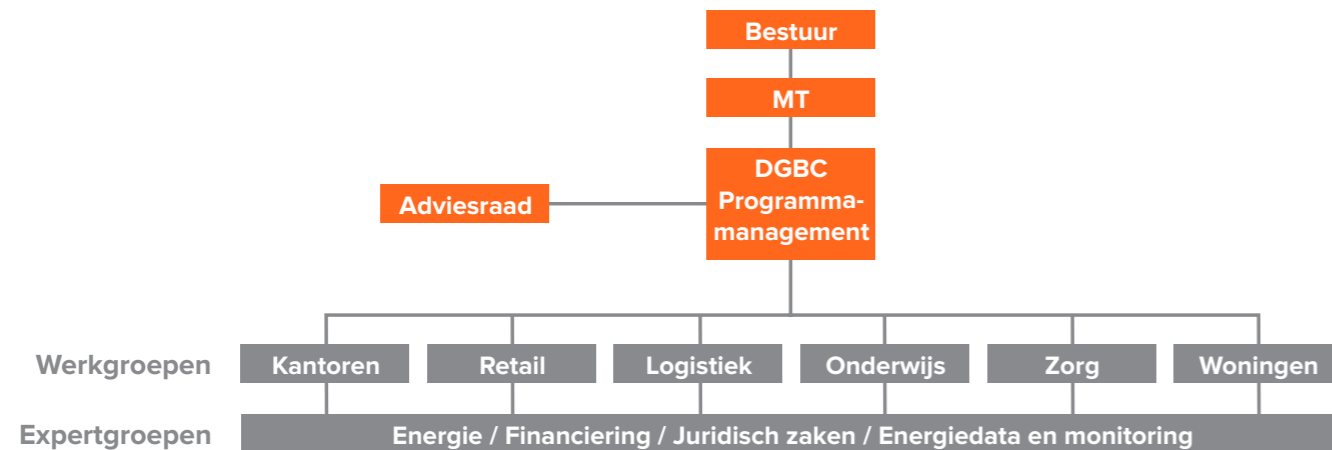 Bestuur
MT
DGBC
Programma-
management
Adviesraad
Werkgroepen
Kantoren
Retail
Logistiek
Onderwijs
Zorg
Woningen
Expertgroepen
Energie / Financiering / Juridisch zaken / Energiedata en monitoring